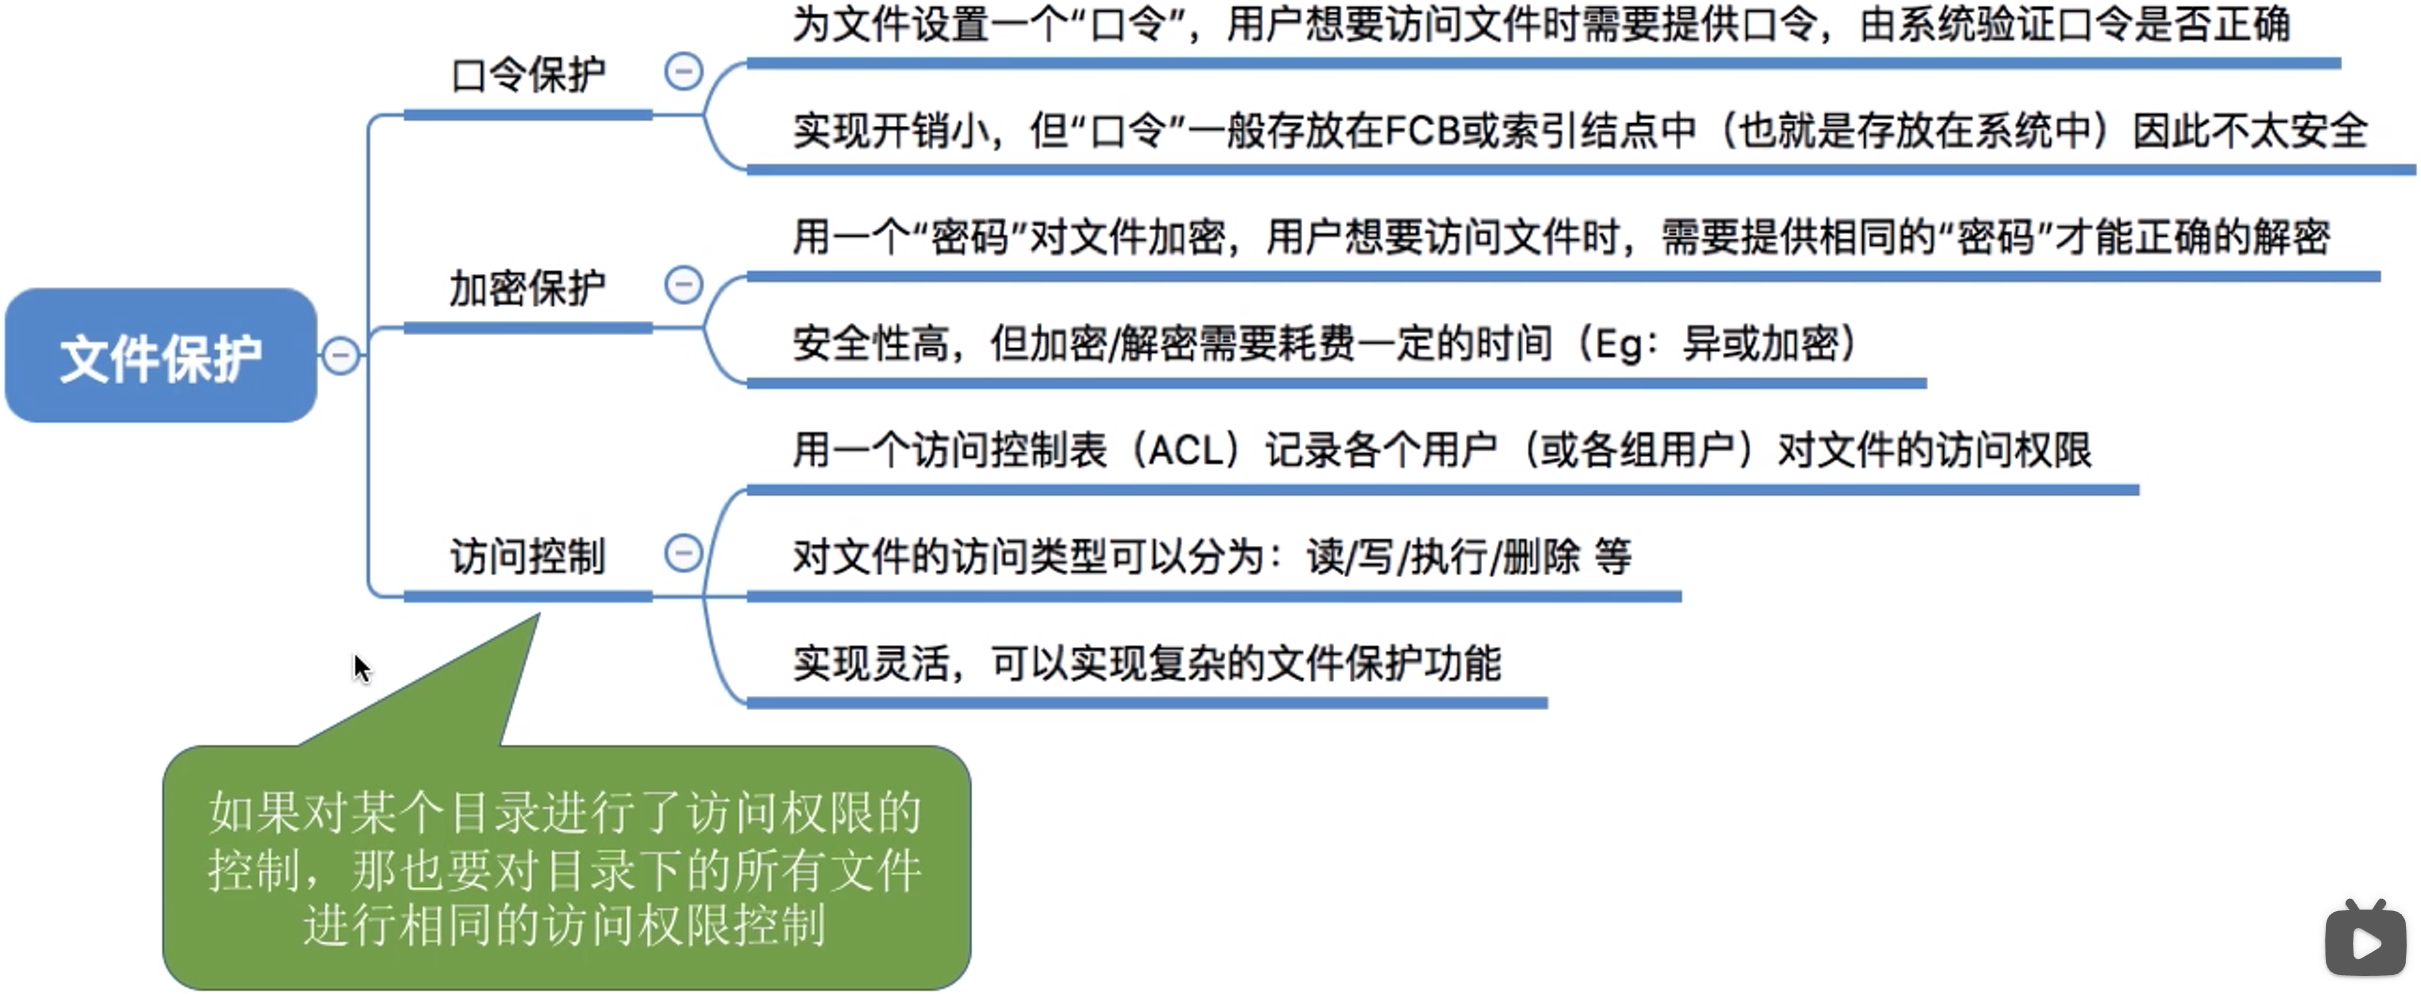 文件保护
口令保护
为文件设置一个“口令”，用户想要访问文件时需要提供口令，由系统验证口令是否正确
实现开销小，但“口令”一般存放在FCB或索引结点中（也就是存放在系统中）因此不太安全
加密保护
用一个“密码”对文件加密，用户想要访问文件时，需要提供相同的“密码”才能正确的解密
安全性高，但加密/解密需要耗费一定的时间（Eg：异或加密）
访问控制
用一个访问控制表（ACL）记录各个用户（或各组用户）对文件的访问权限
对文件的访问类型可以分为：读/写/执行/删除 等
实现灵活，可以实现复杂的文件保护功能
如果对某个目录进行了访问权限的
控制，那也要对目录下的所有文件
进行相同的访问权限控制